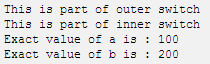 This is part of outer switch
This is part of inner switch
Exact value of a is : 100
Exact value of b is : 200